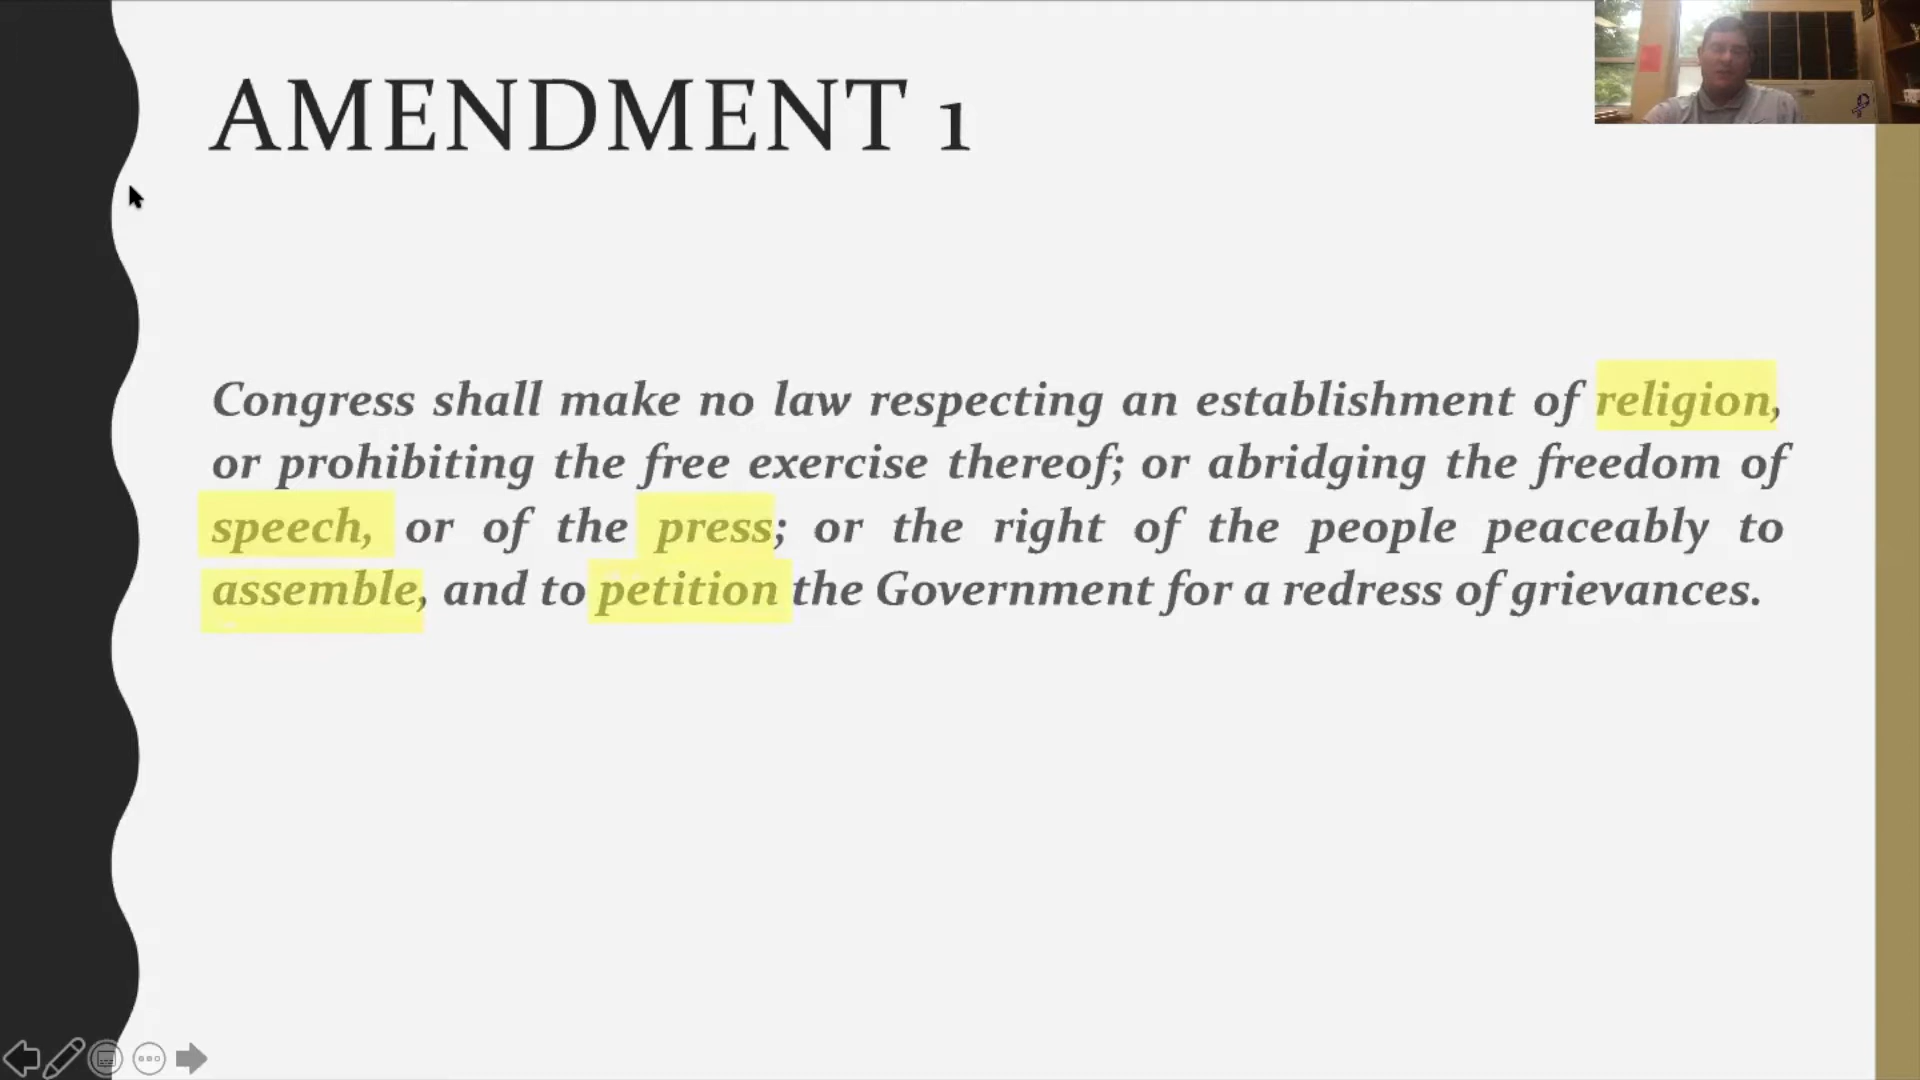 AMENDMENT 1
Congress shall make no law respecting an establishment of religion,
or prohibiting the free exercise thereof; or abridging the freedom of
speech, or of the press; or the right of the people peaceably to
assemble, and to petition the Government for a redress of grievances.